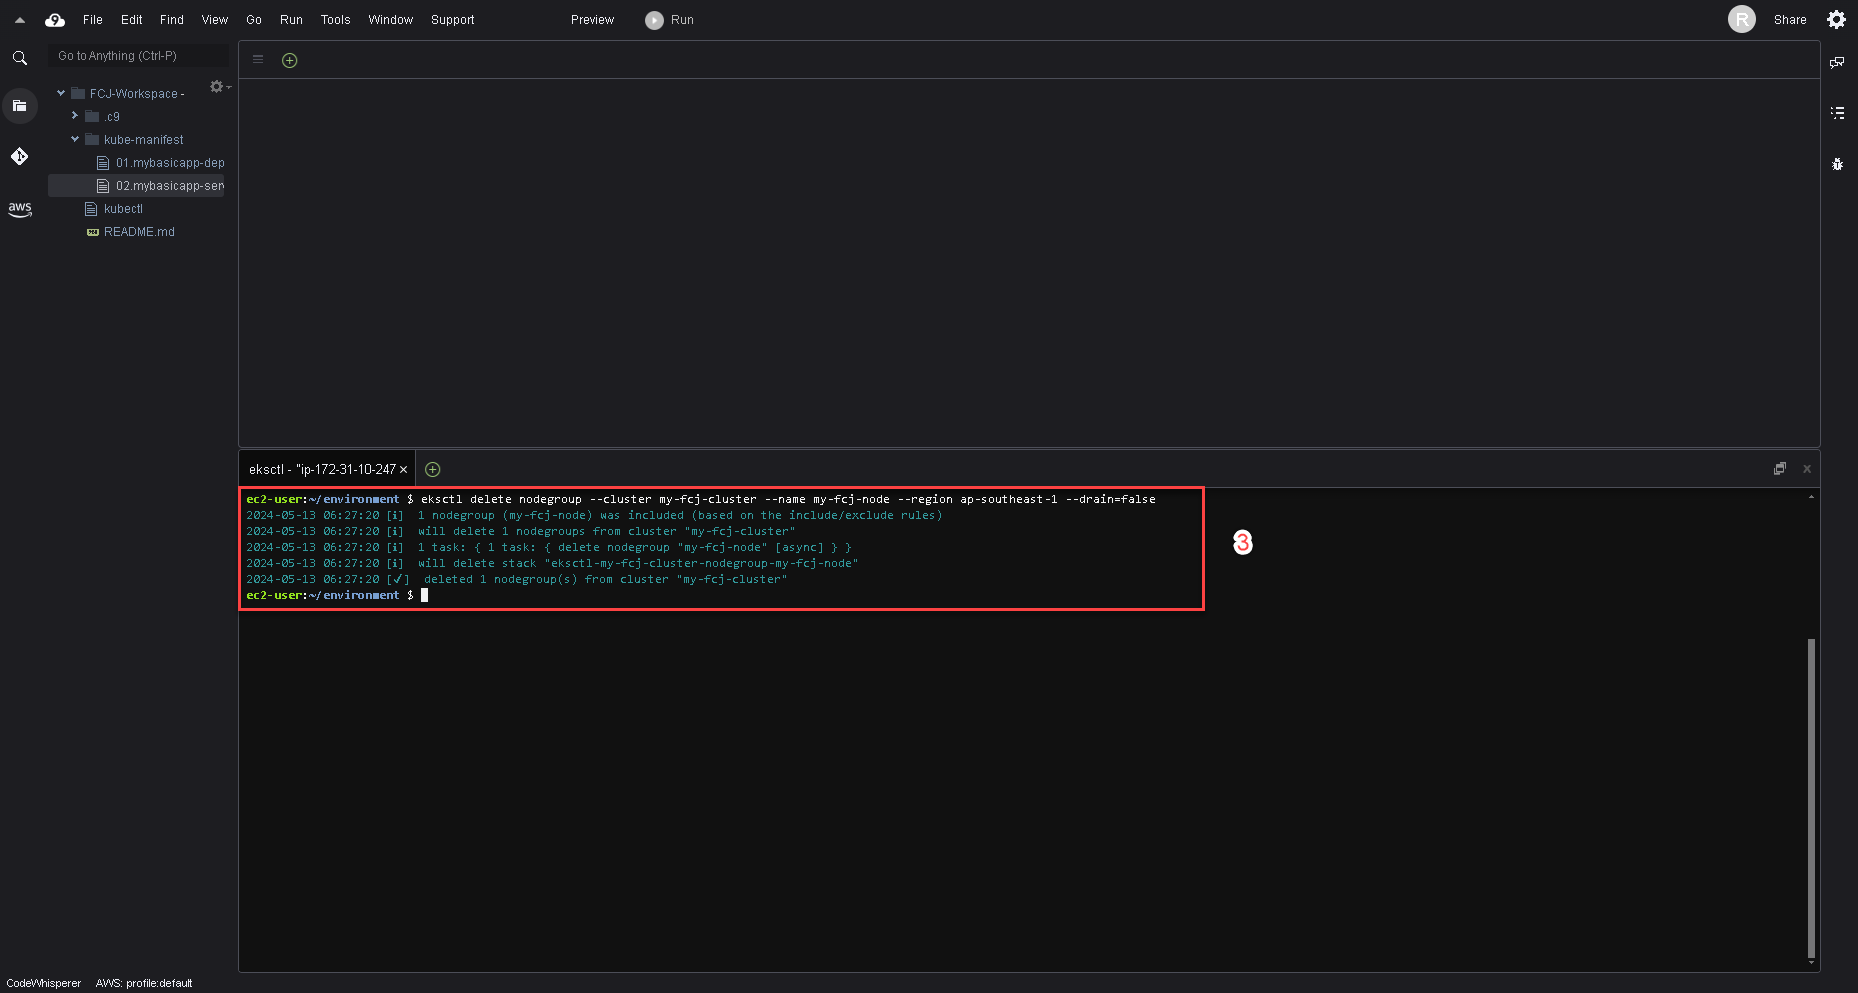 File Edit Find View Go Run Tools Window Support Preview Run R Share
Go to Anything (Ctrl-P)
FCJ-Workspace -
.c9
kube-manifest
01.mybasicapp-dep
02.mybasicapp-ser
kubectl
README.md
aws
eksctl - "ip-172-31-10-247 ×
ec2-user:~/environment $ eksctl delete nodegroup --cluster my-fcj-cluster --name my-fcj-node --region ap-southeast-1 --drain=false
2024-05-13 06:27:20 [ℹ]  1 nodegroup (my-fcj-node) was included (based on the include/exclude rules)
2024-05-13 06:27:20 [ℹ]  will delete 1 nodegroups from cluster "my-fcj-cluster"
2024-05-13 06:27:20 [ℹ]  1 task: { 1 task: { delete nodegroup "my-fcj-node" [async] } }
2024-05-13 06:27:20 [ℹ]  will delete stack "eksctl-my-fcj-cluster-nodegroup-my-fcj-node"
2024-05-13 06:27:20 [✓]  deleted 1 nodegroup(s) from cluster "my-fcj-cluster"
ec2-user:~/environment $
3
CodeWhisperer AWS: profile:default